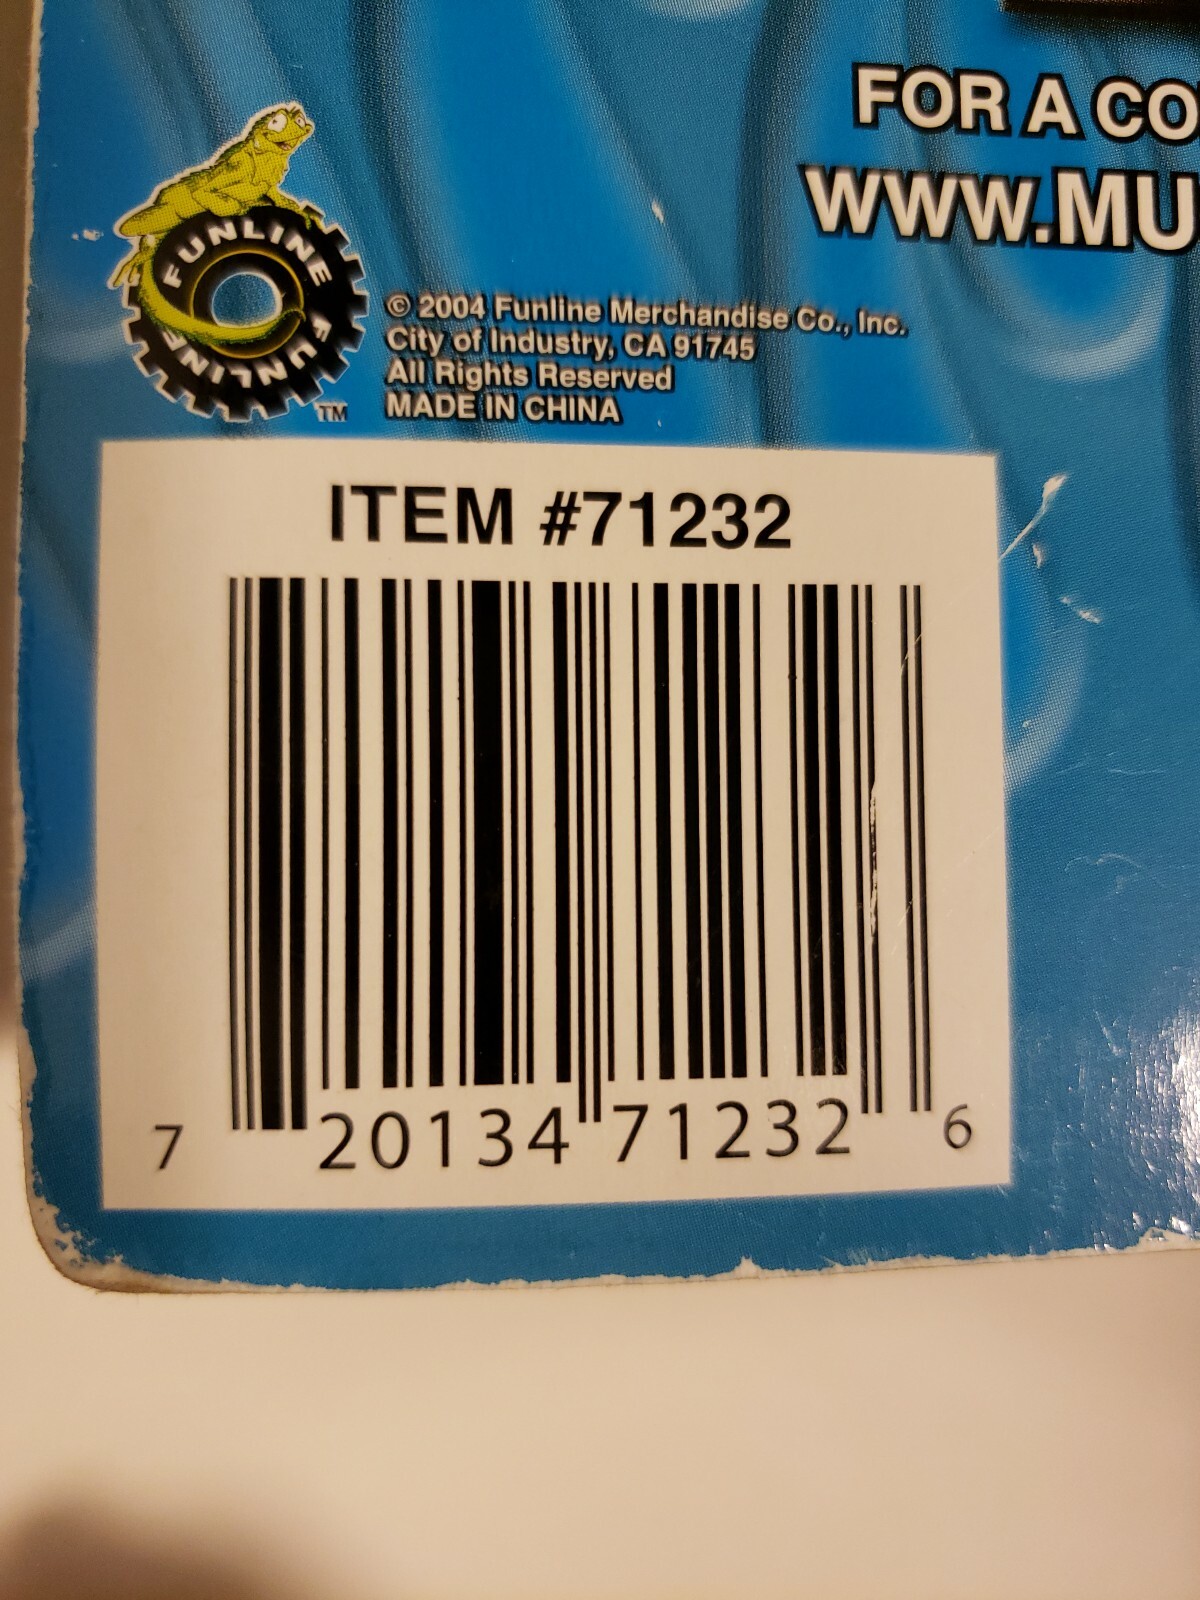 FOR A CO
WWW.MU
FUNLINE FUNLINE
© 2004 Funline Merchandise Co., Inc.
City of Industry, CA 91745
All Rights Reserved
MADE IN CHINA
TM
ITEM #71232
7 20134 71232 6